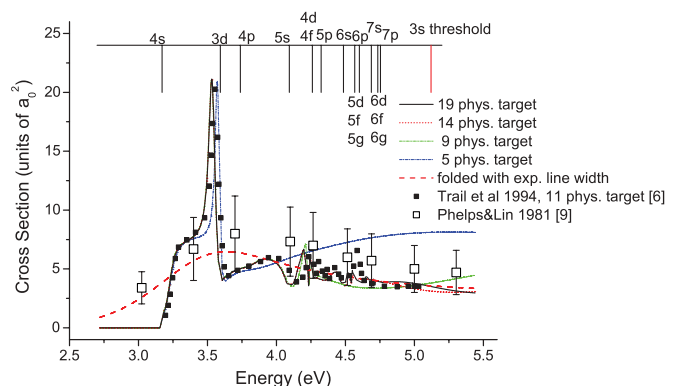 4d
4s 3d 4p 5s 4f 5p 6s 6p 7s 7p 3s threshold
5d 6d
5f 6f
5g 6g
19 phys. target
14 phys. target
9 phys. target
5 phys. target
folded with exp. line width
Trail et al 1994, 11 phys. target [6]
Phelps&Lin 1981 [9]
Cross Section (units of a₀²)
25
20
15
10
5
0
2.5 3.0 3.5 4.0 4.5 5.0 5.5
Energy (eV)